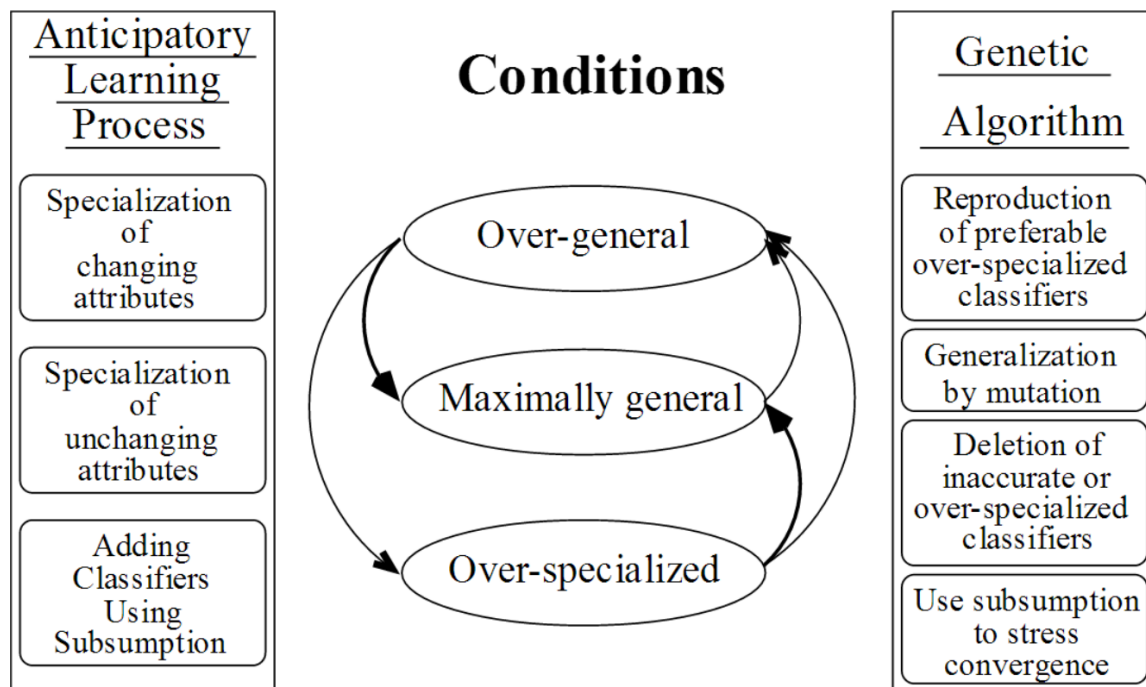 Anticipatory
Learning
Process
Specialization
of
changing
attributes
Specialization
of
unchanging
attributes
Adding
Classifiers
Using
Subsumption
Conditions
Over-general
Maximally general
Over-specialized
Genetic
Algorithm
Reproduction
of preferable
over-specialized
classifiers
Generalization
by mutation
Deletion of
inaccurate or
over-specialized
classifiers
Use subsumption
to stress
convergence